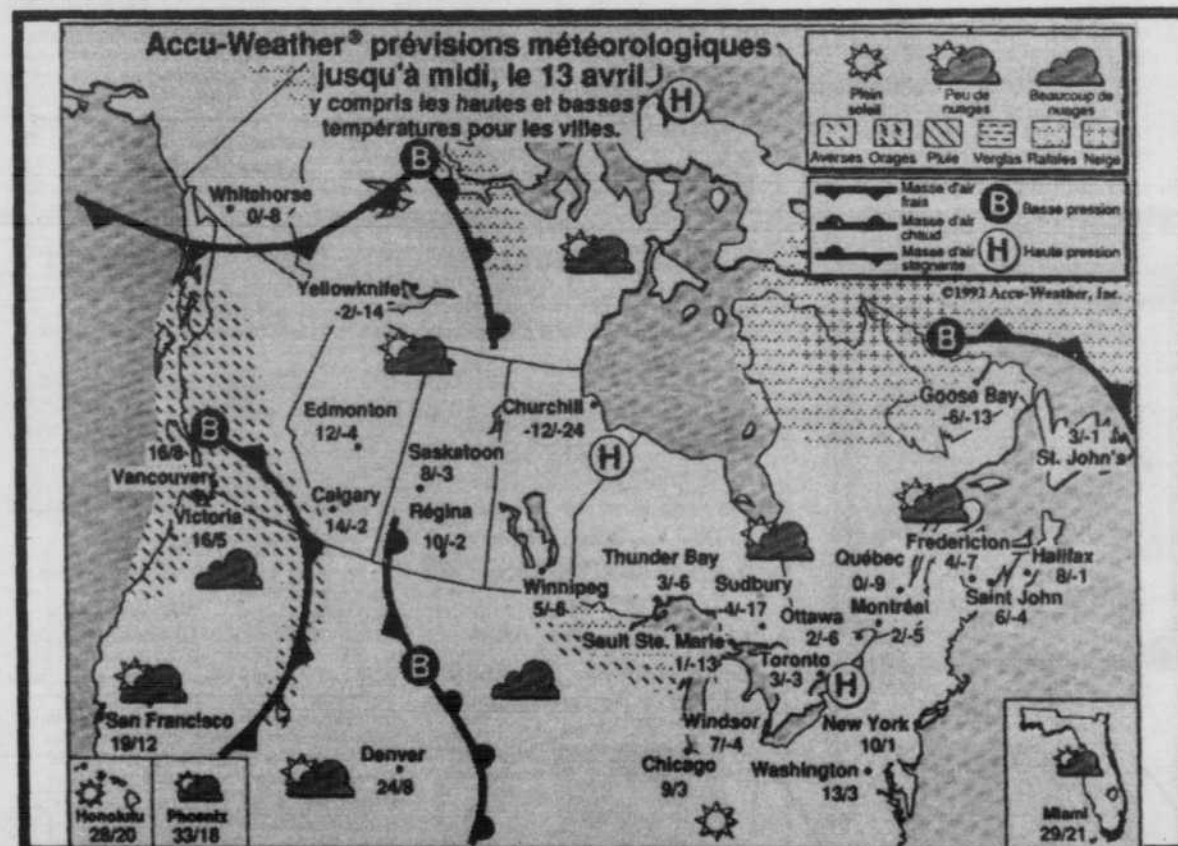 Accu-Weather® prévisions météorologiques
jusqu'à midi, le 13 avril
y compris les hautes et basses
températures pour les villes.
Plein
soleil
Peu de
nuages
Beaucoup de
nuages
Averses Orages Pluie Verglas Rafales Neige
Masse d'air
frais
Masse d'air
chaud
Masse d'air
stagnante
B Basse pression
H Haute pression
©1992 Accu-Weather, Inc.
H
B
Whitehorse
0/-8
Yellowknife
-2/-14
B
Goose Bay
-6/-13
3/-1
St. John's
Edmonton
12/-4
Churchill
-12/-24
B
16/8
Vancouver
Saskatoon
8/-3
H
Victoria
16/5
Calgary
14/-2
Régina
10/-2
Winnipeg
5/-6
Thunder Bay
3/-6
Sudbury
-4/-17
Québec
0/-9
Fredericton
4/-7
Halifax
8/-1
Saint John
6/-4
Ottawa
2/-6
Montréal
2/-5
Sault Ste. Marie
1/-13
Toronto
3/-3
H
B
San Francisco
19/12
Denver
24/8
Windsor
7/-4
New York
10/1
Chicago
9/3
Washington
13/3
Honolulu
28/20
Phoenix
33/18
Miami
29/21